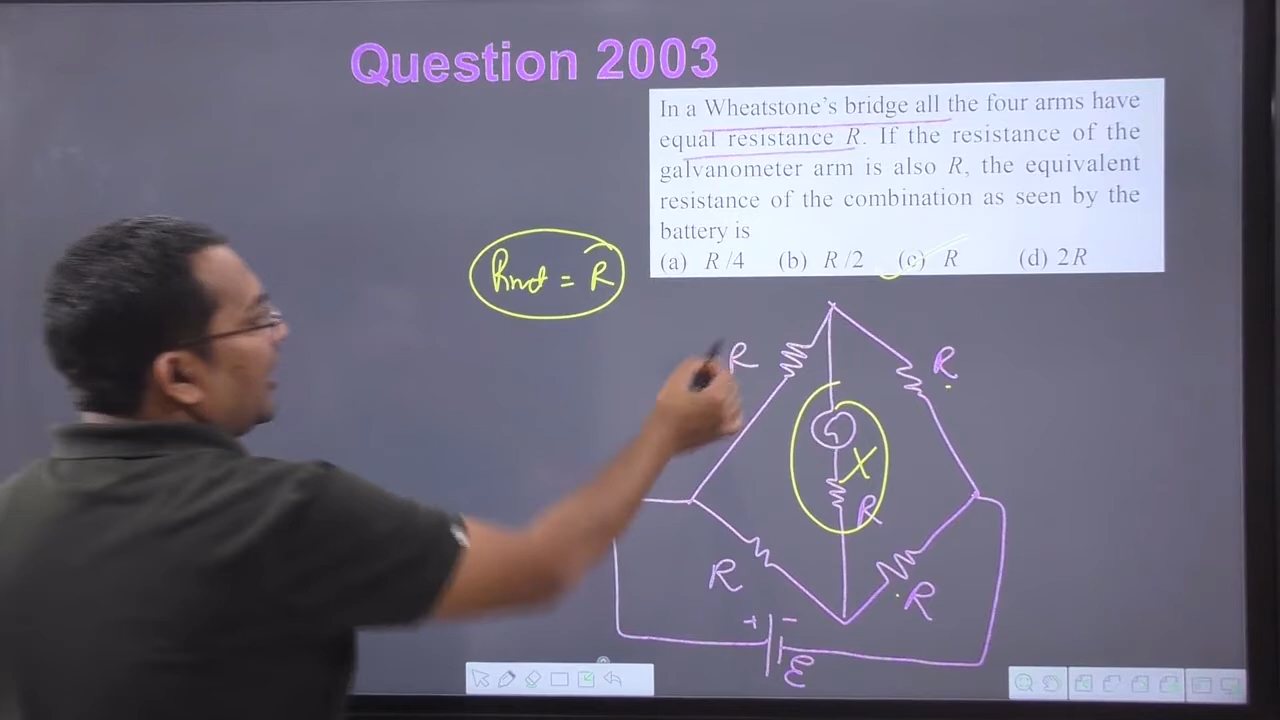 Question 2003
In a Wheatstone's bridge all the four arms have
equal resistance R. If the resistance of the
galvanometer arm is also R, the equivalent
resistance of the combination as seen by the
battery is
(a) R/4 (b) R/2 (c) R (d) 2R
Rnet = R
R
R
G
X
R
R
R
+ -
ε